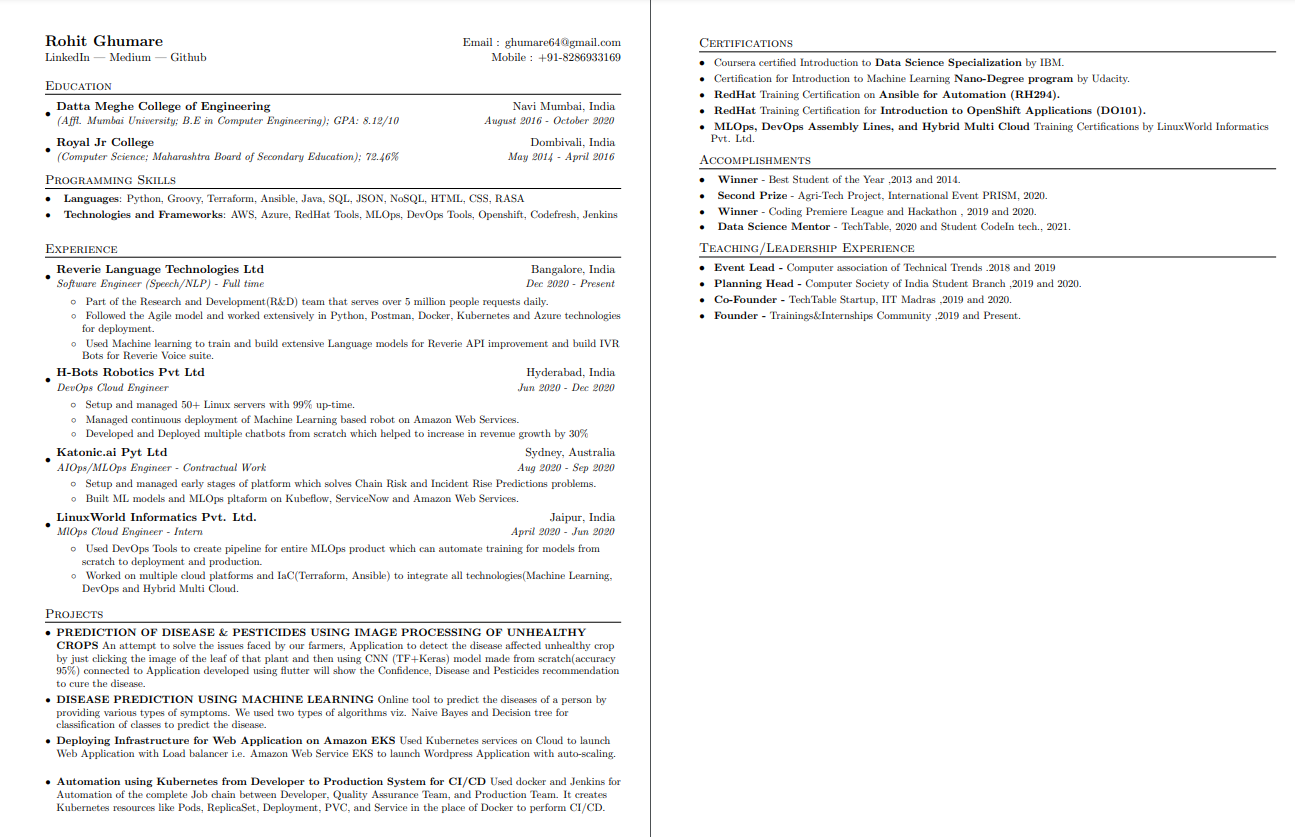 Rohit Ghumare
Email : ghumare64@gmail.com
LinkedIn — Medium — Github
Mobile : +91-8286933169
Education
• Datta Meghe College of Engineering
Navi Mumbai, India
(Affl. Mumbai University; B.E in Computer Engineering); GPA: 8.12/10
August 2016 - October 2020
• Royal Jr College
Dombivali, India
(Computer Science; Maharashtra Board of Secondary Education); 72.46%
May 2014 - April 2016
Programming Skills
• Languages: Python, Groovy, Terraform, Ansible, Java, SQL, JSON, NoSQL, HTML, CSS, RASA
• Technologies and Frameworks: AWS, Azure, RedHat Tools, MLOps, DevOps Tools, Openshift, Codefresh, Jenkins
Experience
• Reverie Language Technologies Ltd
Bangalore, India
Software Engineer (Speech/NLP) - Full time
Dec 2020 - Present
◦ Part of the Research and Development(R&D) team that serves over 5 million people requests daily.
◦ Followed the Agile model and worked extensively in Python, Postman, Docker, Kubernetes and Azure technologies
for deployment.
◦ Used Machine learning to train and build extensive Language models for Reverie API improvement and build IVR
Bots for Reverie Voice suite.
• H-Bots Robotics Pvt Ltd
Hyderabad, India
DevOps Cloud Engineer
Jun 2020 - Dec 2020
◦ Setup and managed 50+ Linux servers with 99% up-time.
◦ Managed continuous deployment of Machine Learning based robot on Amazon Web Services.
◦ Developed and Deployed multiple chatbots from scratch which helped to increase in revenue growth by 30%
• Katonic.ai Pyt Ltd
Sydney, Australia
AIOps/MLOps Engineer - Contractual Work
Aug 2020 - Sep 2020
◦ Setup and managed early stages of platform which solves Chain Risk and Incident Rise Predictions problems.
◦ Built ML models and MLOps pltaform on Kubeflow, ServiceNow and Amazon Web Services.
• LinuxWorld Informatics Pvt. Ltd.
Jaipur, India
MlOps Cloud Engineer - Intern
April 2020 - Jun 2020
◦ Used DevOps Tools to create pipeline for entire MLOps product which can automate training for models from
scratch to deployment and production.
◦ Worked on multiple cloud platforms and IaC(Terraform, Ansible) to integrate all technologies(Machine Learning,
DevOps and Hybrid Multi Cloud.
Projects
• PREDICTION OF DISEASE & PESTICIDES USING IMAGE PROCESSING OF UNHEALTHY
CROPS An attempt to solve the issues faced by our farmers, Application to detect the disease affected unhealthy crop
by just clicking the image of the leaf of that plant and then using CNN (TF+Keras) model made from scratch(accuracy
95%) connected to Application developed using flutter will show the Confidence, Disease and Pesticides recommendation
to cure the disease.
• DISEASE PREDICTION USING MACHINE LEARNING Online tool to predict the diseases of a person by
providing various types of symptoms. We used two types of algorithms viz. Naive Bayes and Decision tree for
classification of classes to predict the disease.
• Deploying Infrastructure for Web Application on Amazon EKS Used Kubernetes services on Cloud to launch
Web Application with Load balancer i.e. Amazon Web Service EKS to launch Wordpress Application with auto-scaling.
• Automation using Kubernetes from Developer to Production System for CI/CD Used docker and Jenkins for
Automation of the complete Job chain between Developer, Quality Assurance Team, and Production Team. It creates
Kubernetes resources like Pods, ReplicaSet, Deployment, PVC, and Service in the place of Docker to perform CI/CD.
Certifications
• Coursera certified Introduction to Data Science Specialization by IBM.
• Certification for Introduction to Machine Learning Nano-Degree program by Udacity.
• RedHat Training Certification on Ansible for Automation (RH294).
• RedHat Training Certification for Introduction to OpenShift Applications (DO101).
• MLOps, DevOps Assembly Lines, and Hybrid Multi Cloud Training Certifications by LinuxWorld Informatics
Pvt. Ltd.
Accomplishments
• Winner - Best Student of the Year ,2013 and 2014.
• Second Prize - Agri-Tech Project, International Event PRISM, 2020.
• Winner - Coding Premiere League and Hackathon , 2019 and 2020.
• Data Science Mentor - TechTable, 2020 and Student CodeIn tech., 2021.
Teaching/Leadership Experience
• Event Lead - Computer association of Technical Trends .2018 and 2019
• Planning Head - Computer Society of India Student Branch ,2019 and 2020.
• Co-Founder - TechTable Startup, IIT Madras ,2019 and 2020.
• Founder - Trainings&Internships Community ,2019 and Present.